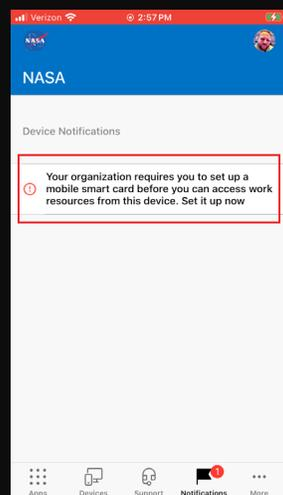 Verizon 2:57 PM
NASA
NASA
Device Notifications
Your organization requires you to set up a
mobile smart card before you can access work
resources from this device. Set it up now
1
Apps Devices Support Notifications More